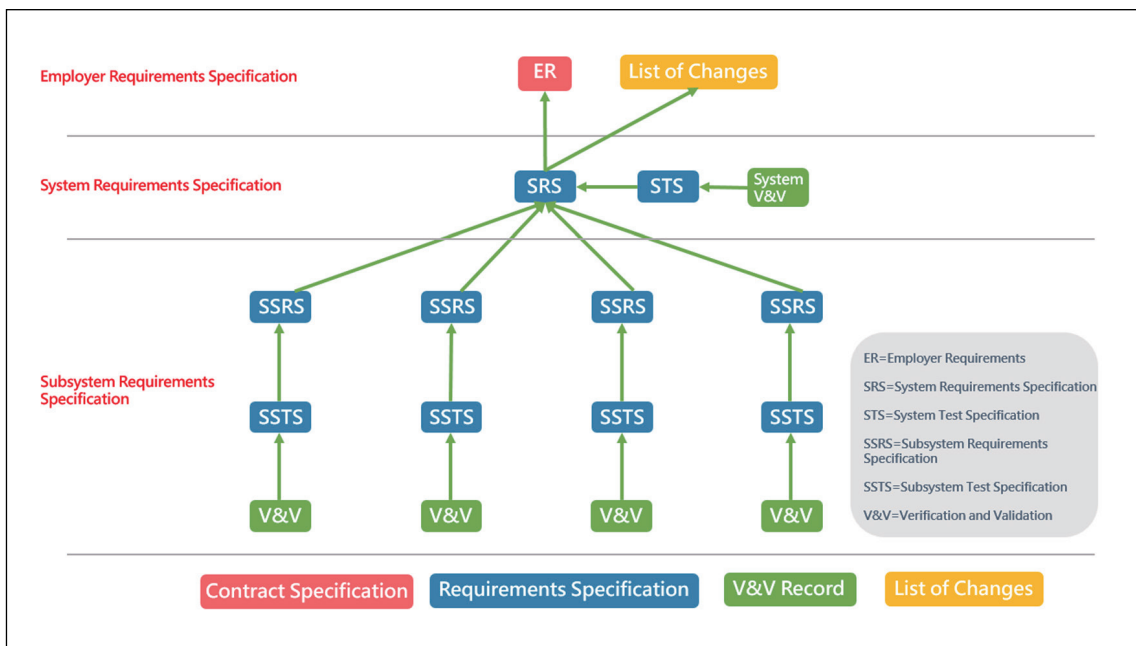 Employer Requirements Specification
ER
List of Changes
System Requirements Specification
SRS
STS
System
V&V
SSRS
SSRS
SSRS
SSRS
Subsystem Requirements
Specification
SSTS
SSTS
SSTS
SSTS
V&V
V&V
V&V
V&V
ER=Employer Requirements
SRS=System Requirements Specification
STS=System Test Specification
SSRS=Subsystem Requirements
Specification
SSTS=Subsystem Test Specification
V&V=Verification and Validation
Contract Specification
Requirements Specification
V&V Record
List of Changes